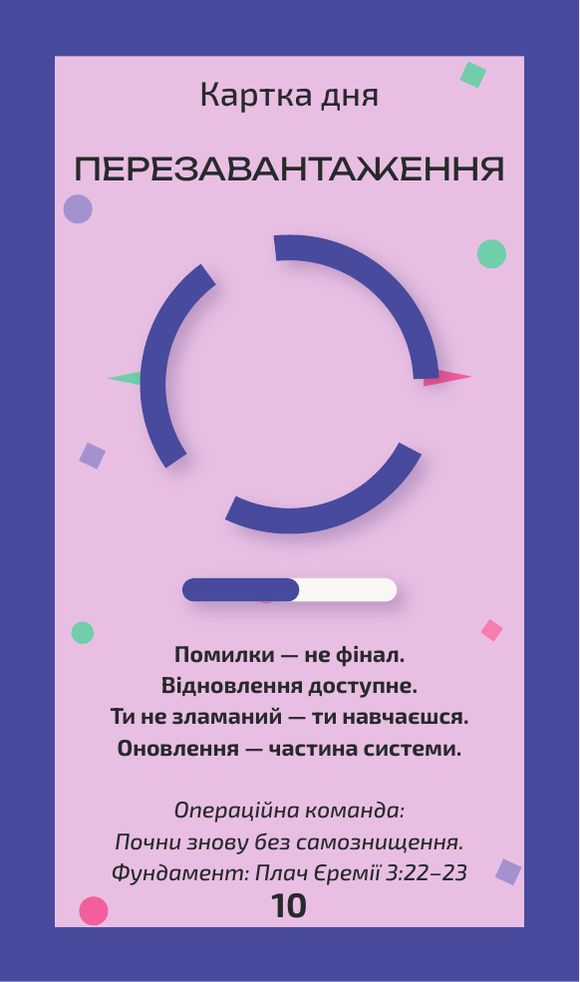 Картка дня
ПЕРЕЗАВАНТАЖЕННЯ
Помилки — не фінал.
Відновлення доступне.
Ти не зламаний — ти навчаєшся.
Оновлення — частина системи.
Операційна команда:
Почни знову без самознищення.
Фундамент: Плач Єремії 3:22–23
10